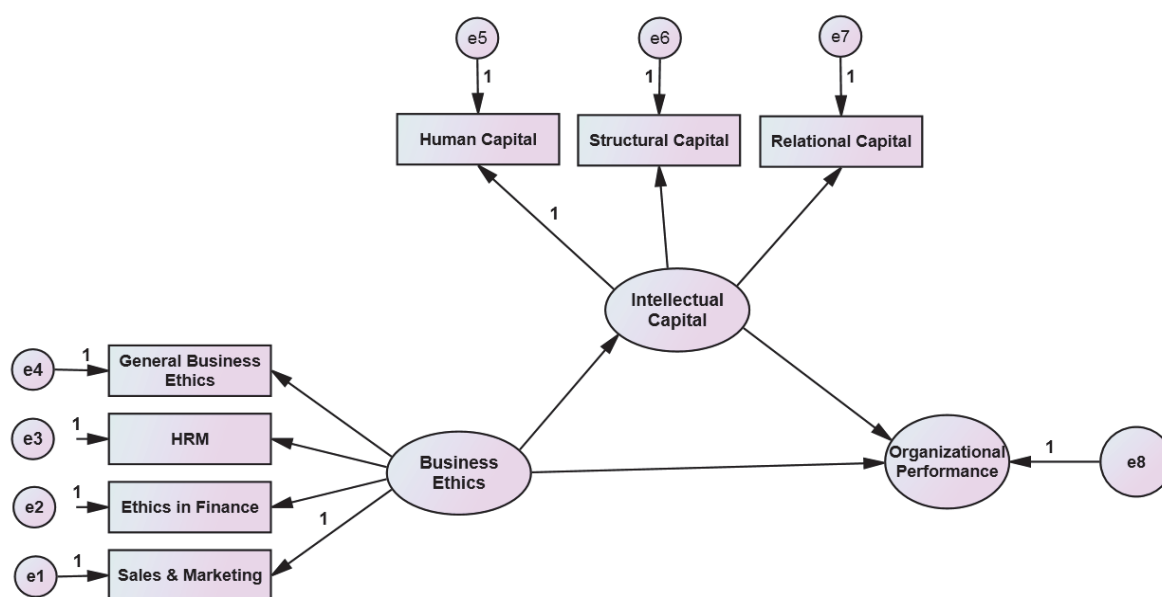 e5
e6
e7
1
1
1
Human Capital
Structural Capital
Relational Capital
1
Intellectual
Capital
e4
1
General Business
Ethics
e3
1
HRM
e2
1
Ethics in Finance
e1
1
Sales & Marketing
1
Business
Ethics
Organizational
Performance
1
e8